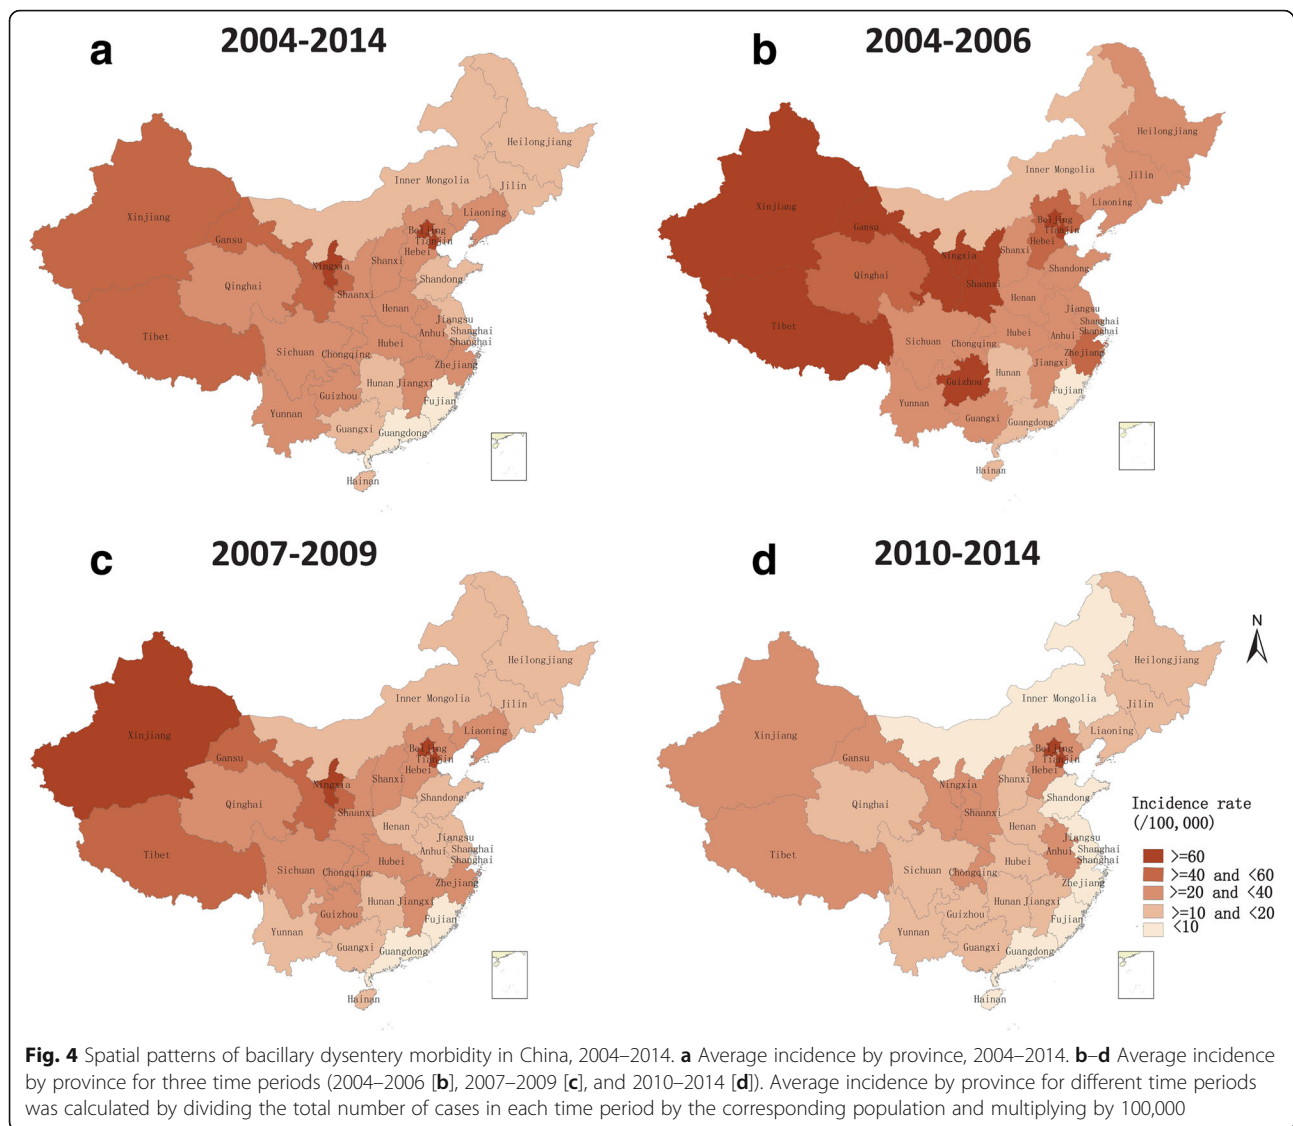 a
2004-2014
Heilongjiang
Inner Mongolia
Jilin
Xinjiang
Liaoning
Beijing
Gansu
Tianjin
Hebei
Ningxia
Shanxi
Qinghai
Shandong
Shaanxi
Henan
Jiangsu
Tibet
Anhui
Shanghai
Hubei
Shanghai
Sichuan
Chongqing
Zhejiang
Hunan
Jiangxi
Guizhou
Fujian
Yunnan
Guangxi
Guangdong
Hainan
b
2004-2006
Heilongjiang
Inner Mongolia
Jilin
Xinjiang
Liaoning
Beijing
Gansu
Tianjin
Hebei
Shanxi
Ningxia
Shandong
Qinghai
Shaanxi
Henan
Jiangsu
Tibet
Shanghai
Hubei
Anhui
Shanghai
Sichuan
Chongqing
Zhejiang
Jiangxi
Hunan
Guizhou
Fujian
Yunnan
Guangxi
Guangdong
Hainan
c
2007-2009
Heilongjiang
Inner Mongolia
Jilin
Xinjiang
Liaoning
Beijing
Gansu
Tianjin
Hebei
Shanxi
Ningxia
Shandong
Qinghai
Shaanxi
Henan
Jiangsu
Tibet
Anhui
Shanghai
Hubei
Shanghai
Sichuan
Chongqing
Zhejiang
Hunan
Jiangxi
Guizhou
Fujian
Yunnan
Guangxi
Guangdong
Hainan
d
2010-2014
N
Heilongjiang
Inner Mongolia
Jilin
Xinjiang
Liaoning
Beijing
Gansu
Tianjin
Hebei
Shanxi
Ningxia
Shandong
Qinghai
Shaanxi
Henan
Jiangsu
Tibet
Anhui
Shanghai
Hubei
Shanghai
Sichuan
Chongqing
Zhejiang
Hunan
Jiangxi
Guizhou
Fujian
Yunnan
Guangxi
Guangdong
Hainan
Incidence rate
(/100,000)
>=60
>=40 and <60
>=20 and <40
>=10 and <20
<10
Fig. 4 Spatial patterns of bacillary dysentery morbidity in China, 2004–2014. a Average incidence by province, 2004–2014. b–d Average incidence
by province for three time periods (2004–2006 [b], 2007–2009 [c], and 2010–2014 [d]). Average incidence by province for different time periods
was calculated by dividing the total number of cases in each time period by the corresponding population and multiplying by 100,000